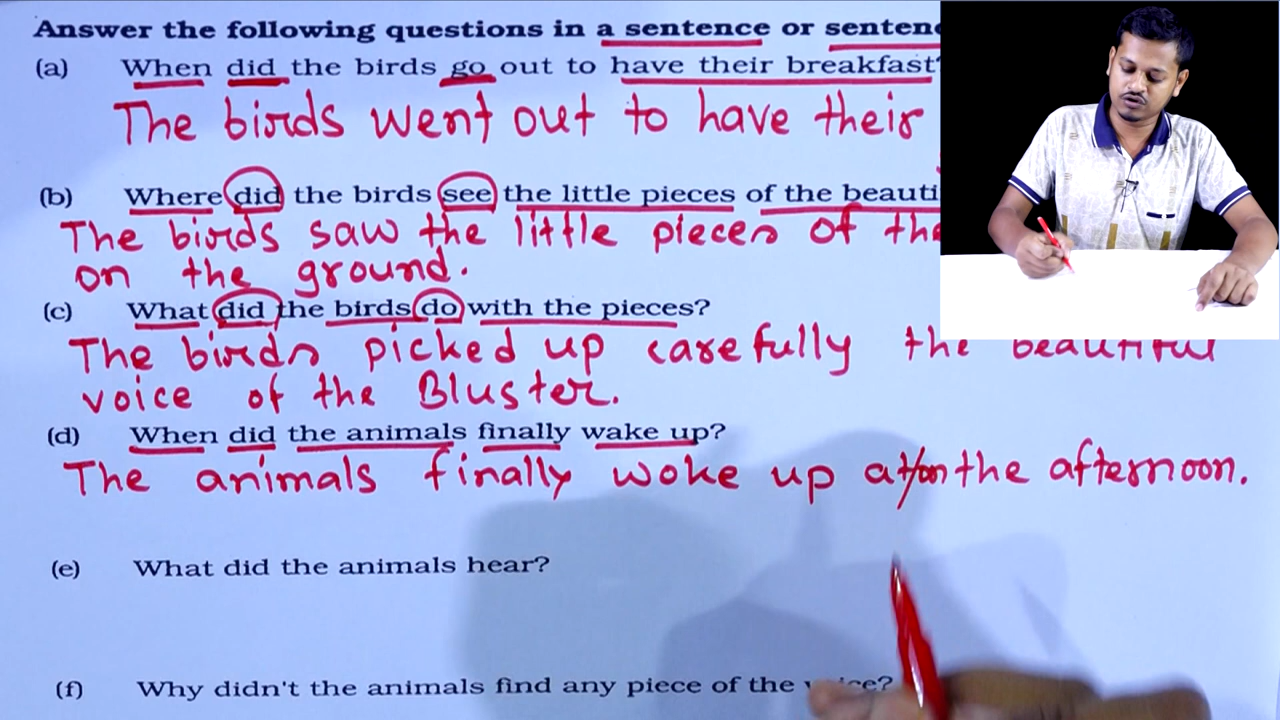 Answer the following questions in a sentence or senten
(a) When did the birds go out to have their breakfast?
The birds went out to have their
(b) Where did the birds see the little pieces of the beauti
The birds saw the little pieces of the
on the ground.
(c) What did the birds do with the pieces?
The birds picked up carefully the beautiful
voice of the Bluster.
(d) When did the animals finally wake up?
The animals finally woke up at/on the afternoon.
(e) What did the animals hear?
(f) Why didn't the animals find any piece of the